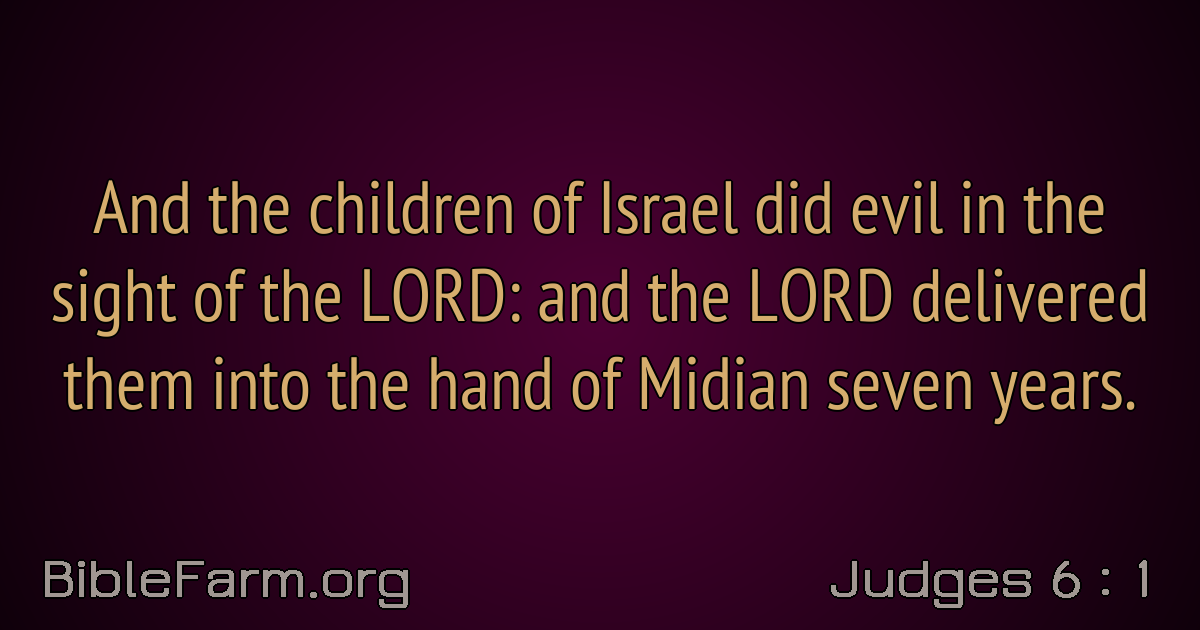 And the children of Israel did evil in the
sight of the LORD: and the LORD delivered
them into the hand of Midian seven years.
BibleFarm.org
Judges 6 : 1